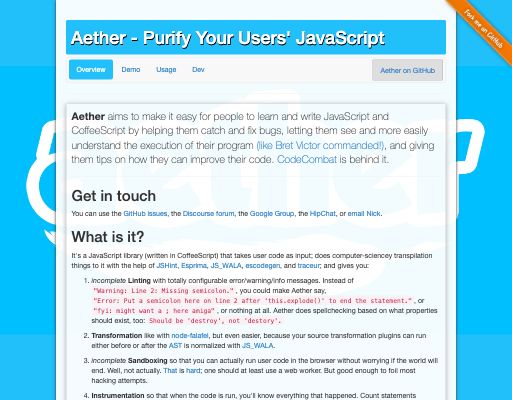 Fork me on GitHub
Aether - Purify Your Users' JavaScript
Overview Demo Usage Dev Aether on GitHub
Aether aims to make it easy for people to learn and write JavaScript and
CoffeeScript by helping them catch and fix bugs, letting them see and more easily
understand the execution of their program (like Bret Victor commanded!), and giving
them tips on how they can improve their code. CodeCombat is behind it.
Get in touch
You can use the GitHub issues, the Discourse forum, the Google Group, the HipChat, or email Nick.
What is it?
It's a JavaScript library (written in CoffeeScript) that takes user code as input; does computer-sciencey transpilation
things to it with the help of JSHint, Esprima, JS_WALA, escodegen, and traceur; and gives you:
1. incomplete Linting with totally configurable error/warning/info messages. Instead of
"Warning: Line 2: Missing semicolon." , you could make Aether say,
"Error: Put a semicolon here on line 2 after 'this.explode()' to end the statement." , or
"fyi: might want a ; here amiga" , or nothing at all. Aether does spellchecking based on what properties
should exist, too: Should be 'destroy', not 'destory'.
2. Transformation like with node-falafel, but even easier, because your source transformation plugins can run
either before or after the AST is normalized with JS_WALA.
3. incomplete Sandboxing so that you can actually run user code in the browser without worrying if the world will
end. Well, not actually. That is hard; one should at least use a web worker. But good enough to foil most
hacking attempts.
4. Instrumentation so that when the code is run, you'll know everything that happened. Count statements